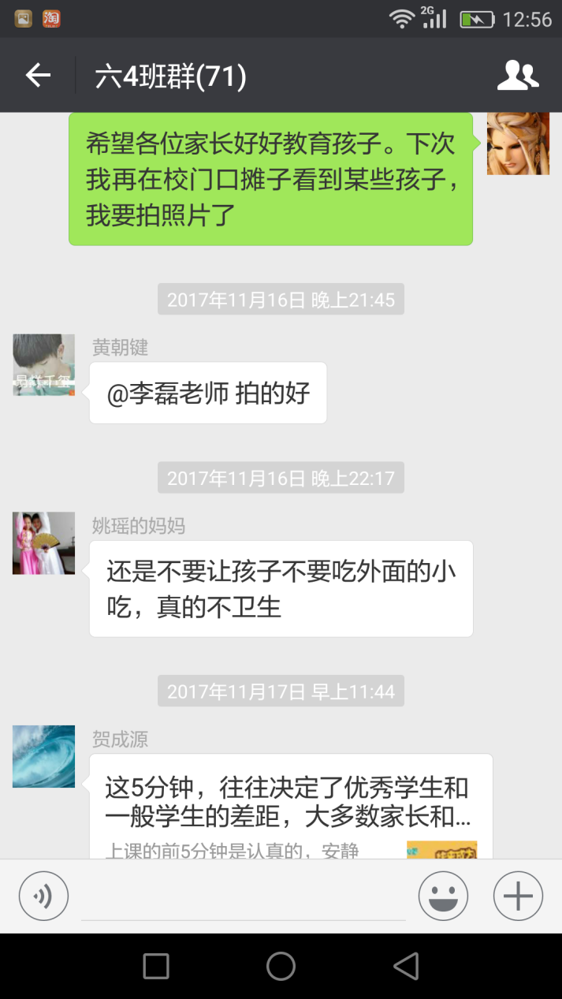 淘
2G
12:56
六4班群(71)
希望各位家长好好教育孩子。下次
我再在校门口摊子看到某些孩子，
我要拍照片了
2017年11月16日 晚上21:45
黄朝键
@李磊老师 拍的好
2017年11月16日 晚上22:17
姚瑶的妈妈
还是不要让孩子不要吃外面的小
吃，真的不卫生
2017年11月17日 早上11:44
贺成源
这5分钟，往往决定了优秀学生和
一般学生的差距，大多数家长和...
上课的前5分钟是认真的，安静